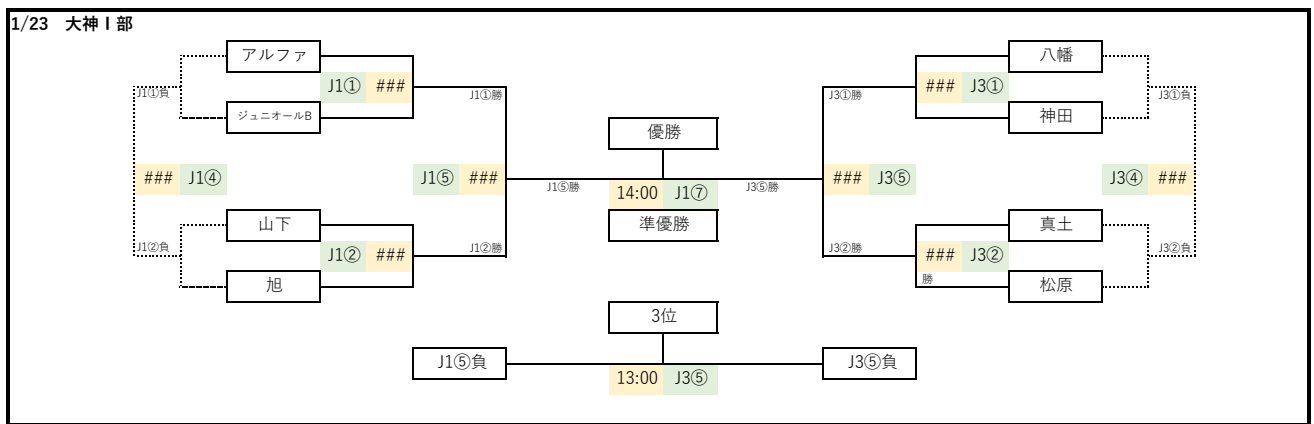 1/23 大神Ⅰ部
アルファ
八幡
J1① ###
### J3①
J1①負
J1①勝
J3①勝
J3①負
ジュニオールB
優勝
神田
### J1④
J1⑤ ###
J1⑤勝
J3⑤勝
### J3⑤
J3④ ###
14:00 J1⑦
山下
準優勝
真土
J1②負
J1② ###
J1②勝
J3②勝
### J3②
J3②負
旭
勝
松原
3位
J1⑤負
J3⑤負
13:00 J3⑤